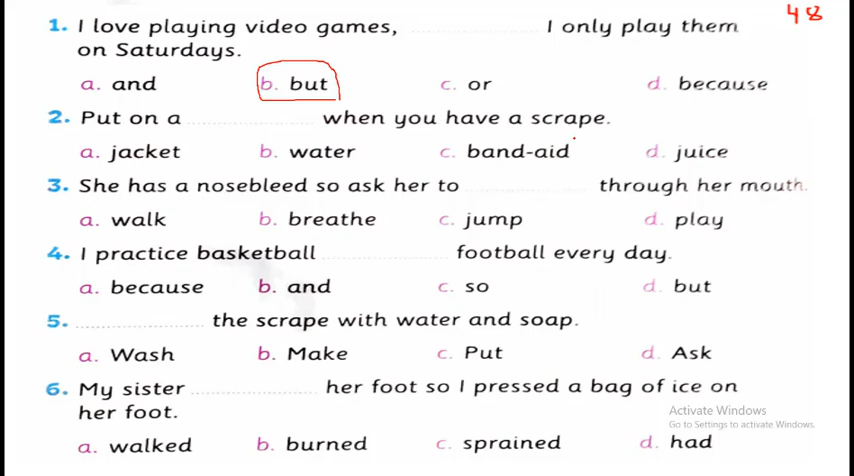 48
1. I love playing video games, .............. I only play them
on Saturdays.
a. and b. but c. or d. because
2. Put on a .............. when you have a scrape.
a. jacket b. water c. band-aid d. juice
3. She has a nosebleed so ask her to .............. through her mouth.
a. walk b. breathe c. jump d. play
4. I practice basketball .............. football every day.
a. because b. and c. so d. but
5. .............. the scrape with water and soap.
a. Wash b. Make c. Put d. Ask
6. My sister .............. her foot so I pressed a bag of ice on
her foot.
a. walked b. burned c. sprained d. had
Activate Windows
Go to Settings to activate Windows.